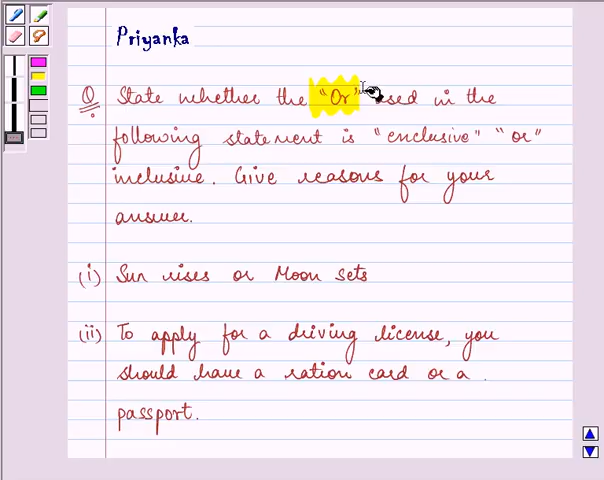 Priyanka
Q State whether the "Or" used in the
following statement is "exclusive" "or"
inclusive. Give reasons for your
answer.
(i) Sun rises or Moon sets
(ii) To apply for a driving license, you
should have a ration card or a
passport.